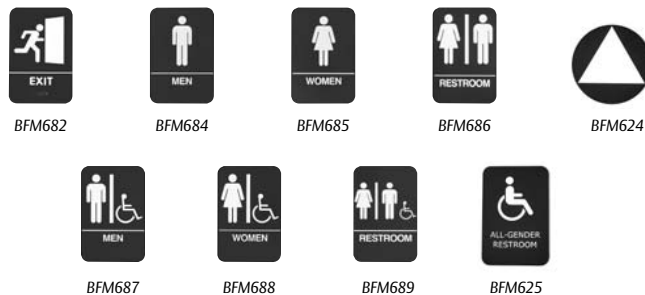 EXIT
MEN
WOMEN
RESTROOM
BFM682
BFM684
BFM685
BFM686
BFM624
MEN
WOMEN
RESTROOM
ALL-GENDER
RESTROOM
BFM687
BFM688
BFM689
BFM625